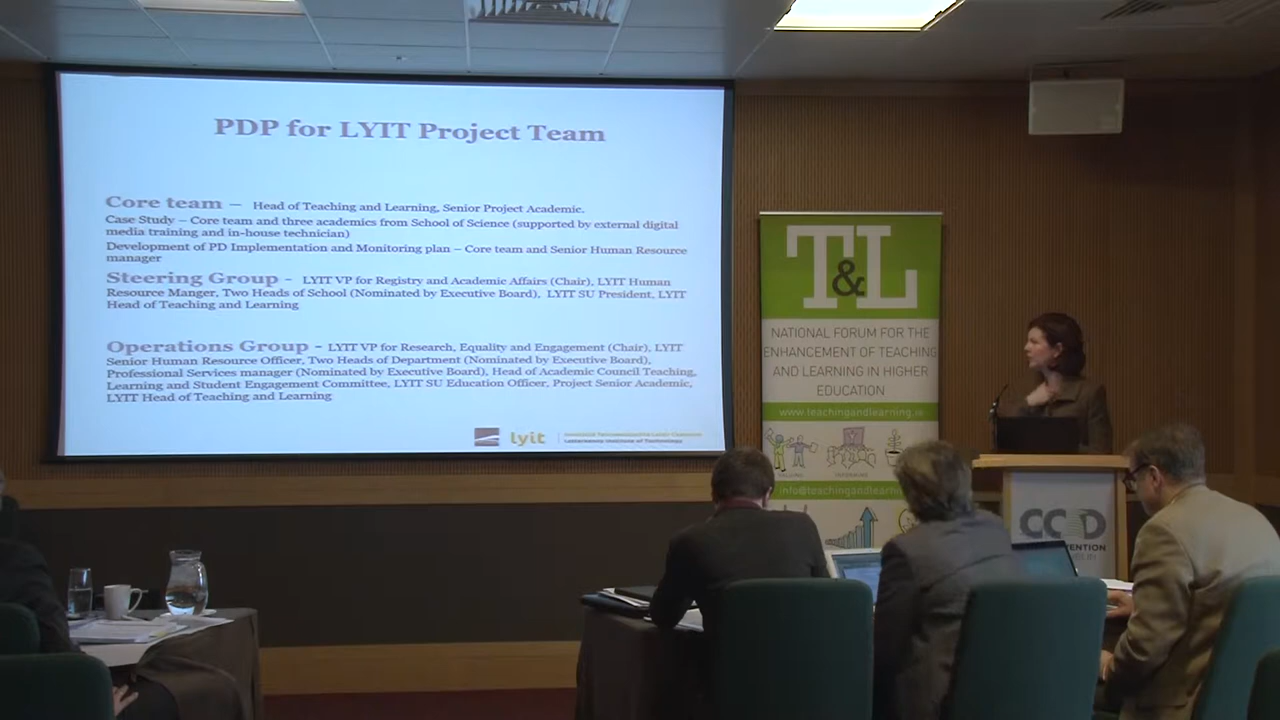 PDP for LYIT Project Team
Core team – Head of Teaching and Learning, Senior Project Academic.
Case Study – Core team and three academics from School of Science (supported by external digital
media training and in-house technician)
Development of PD Implementation and Monitoring plan – Core team and Senior Human Resource
manager
Steering Group - LYIT VP for Registry and Academic Affairs (Chair), LYIT Human
Resource Manger, Two Heads of School (Nominated by Executive Board), LYIT SU President, LYIT
Head of Teaching and Learning
Operations Group - LYIT VP for Research, Equality and Engagement (Chair), LYIT
Senior Human Resource Officer, Two Heads of Department (Nominated by Executive Board),
Professional Services manager (Nominated by Executive Board), Head of Academic Council Teaching,
Learning and Student Engagement Committee, LYIT SU Education Officer, Project Senior Academic,
LYIT Head of Teaching and Learning
lyit
Letterkenny Institute of Technology
T&L
NATIONAL FORUM FOR THE
ENHANCEMENT OF TEACHING
AND LEARNING IN HIGHER
EDUCATION
www.teachingandlearning.ie
info@teachingandlearn
CCD